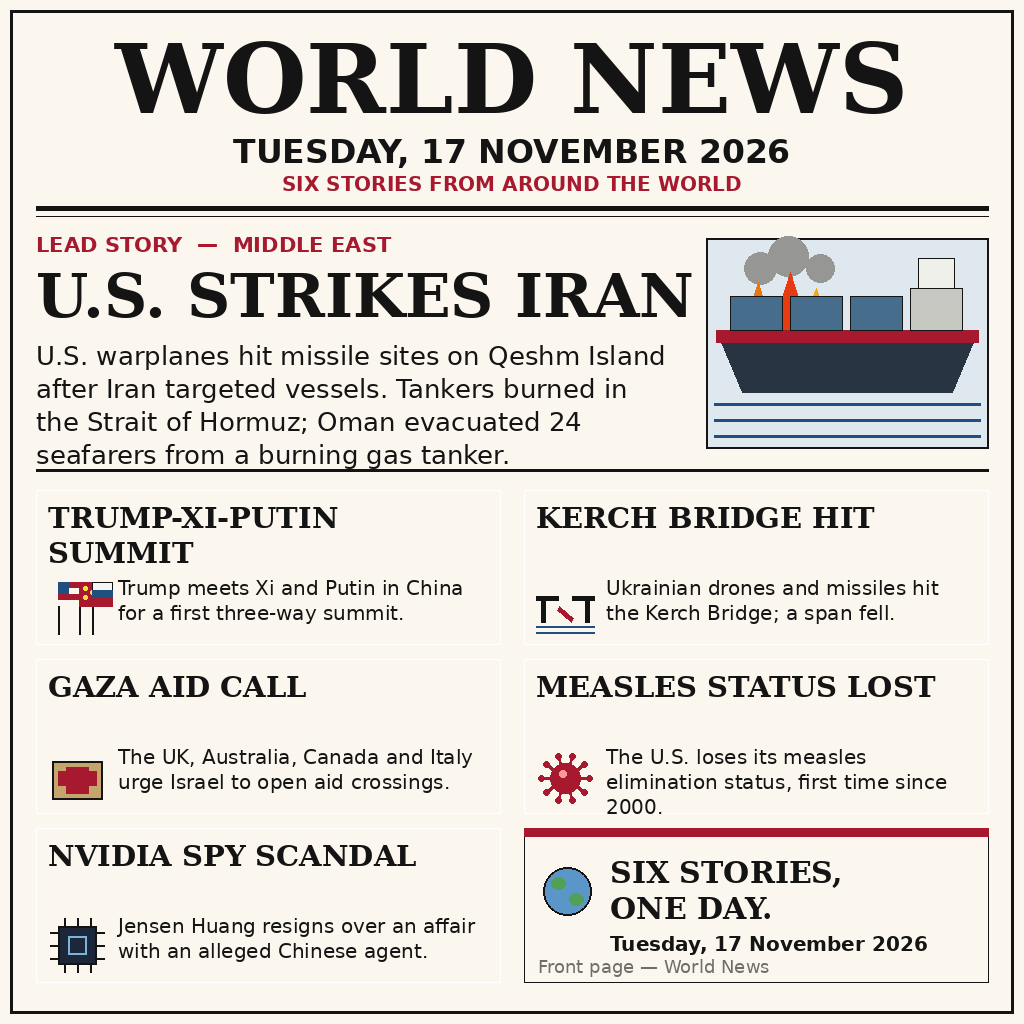 WORLD NEWS
TUESDAY, 17 NOVEMBER 2026
SIX STORIES FROM AROUND THE WORLD
LEAD STORY — MIDDLE EAST
U.S. STRIKES IRAN
U.S. warplanes hit missile sites on Qeshm Island
after Iran targeted vessels. Tankers burned in
the Strait of Hormuz; Oman evacuated 24
seafarers from a burning gas tanker.
TRUMP-XI-PUTIN
SUMMIT
Trump meets Xi and Putin in China
for a first three-way summit.
KERCH BRIDGE HIT
Ukrainian drones and missiles hit
the Kerch Bridge; a span fell.
GAZA AID CALL
The UK, Australia, Canada and Italy
urge Israel to open aid crossings.
MEASLES STATUS LOST
The U.S. loses its measles
elimination status, first time since
2000.
NVIDIA SPY SCANDAL
Jensen Huang resigns over an affair
with an alleged Chinese agent.
SIX STORIES,
ONE DAY.
Tuesday, 17 November 2026
Front page — World News